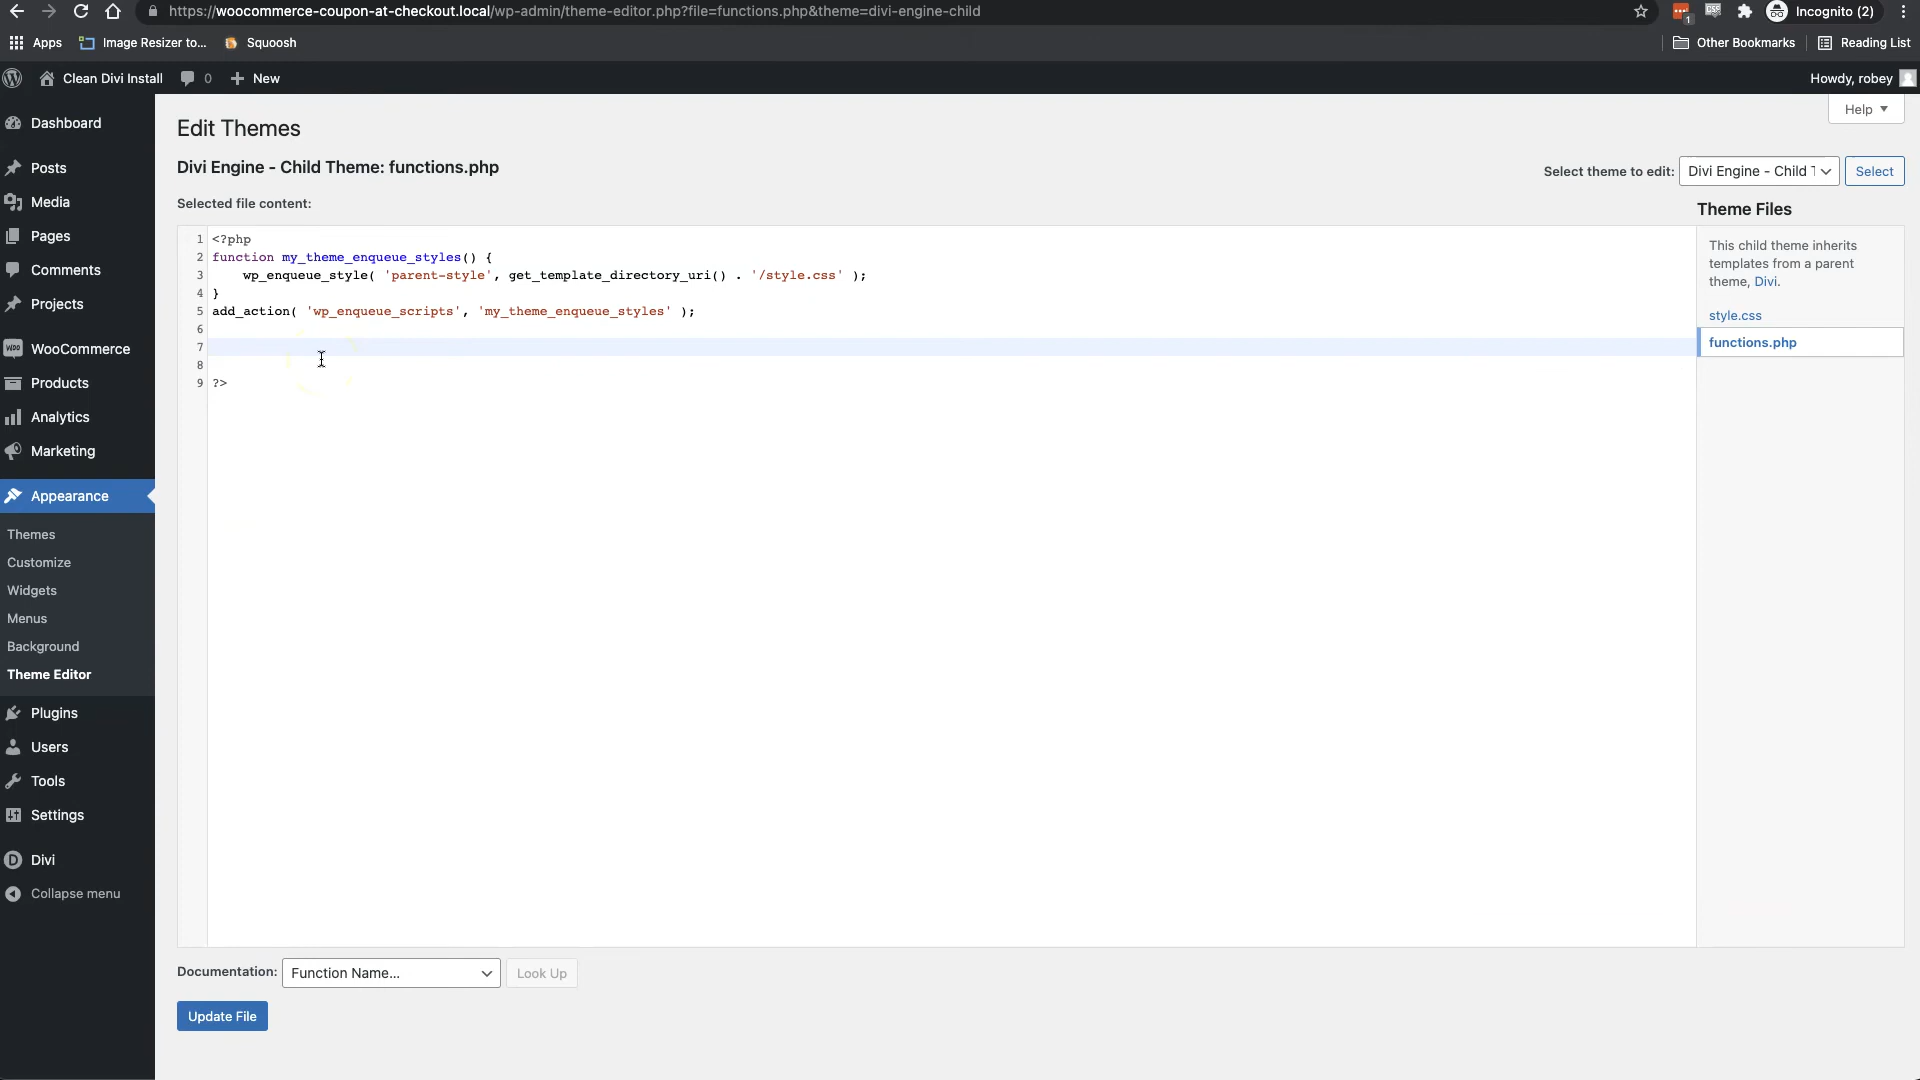 https://woocommerce-coupon-at-checkout.local/wp-admin/theme-editor.php?file=functions.php&theme=divi-engine-child
1
CSS
Incognito (2)
Apps
Image Resizer to...
Squoosh
Other Bookmarks
Reading List
Clean Divi Install
0
New
Howdy, robey
Dashboard
Posts
Media
Pages
Comments
Projects
WooCommerce
Products
Analytics
Marketing
Appearance
Themes
Customize
Widgets
Menus
Background
Theme Editor
Plugins
Users
Tools
Settings
Divi
Collapse menu
Help
Edit Themes
Divi Engine - Child Theme: functions.php
Select theme to edit: Divi Engine - Child T
Select
Selected file content:
1 <?php
2 function my_theme_enqueue_styles() {
3 wp_enqueue_style( 'parent-style', get_template_directory_uri() . '/style.css' );
4 }
5 add_action( 'wp_enqueue_scripts', 'my_theme_enqueue_styles' );
6
7
8
9 ?>
Theme Files
This child theme inherits
templates from a parent
theme, Divi.
style.css
functions.php
Documentation: Function Name...
Look Up
Update File